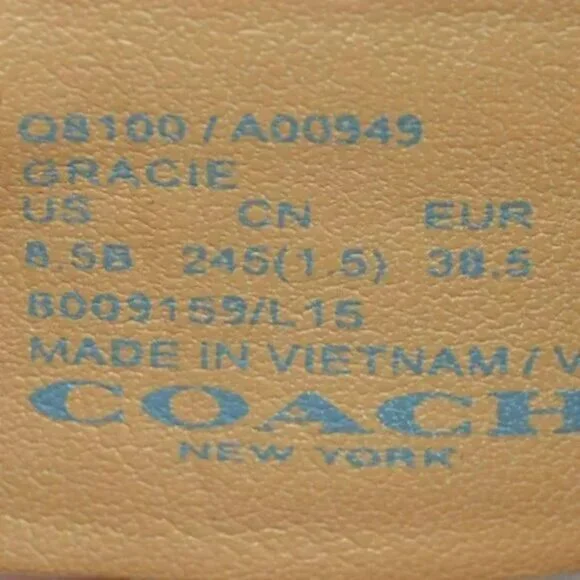 Q8100 / A00949
GRACIE
US CN EUR
8.5B 245(1.5) 38.5
B009159/L15
MADE IN VIETNAM / V
COACH
NEW YORK